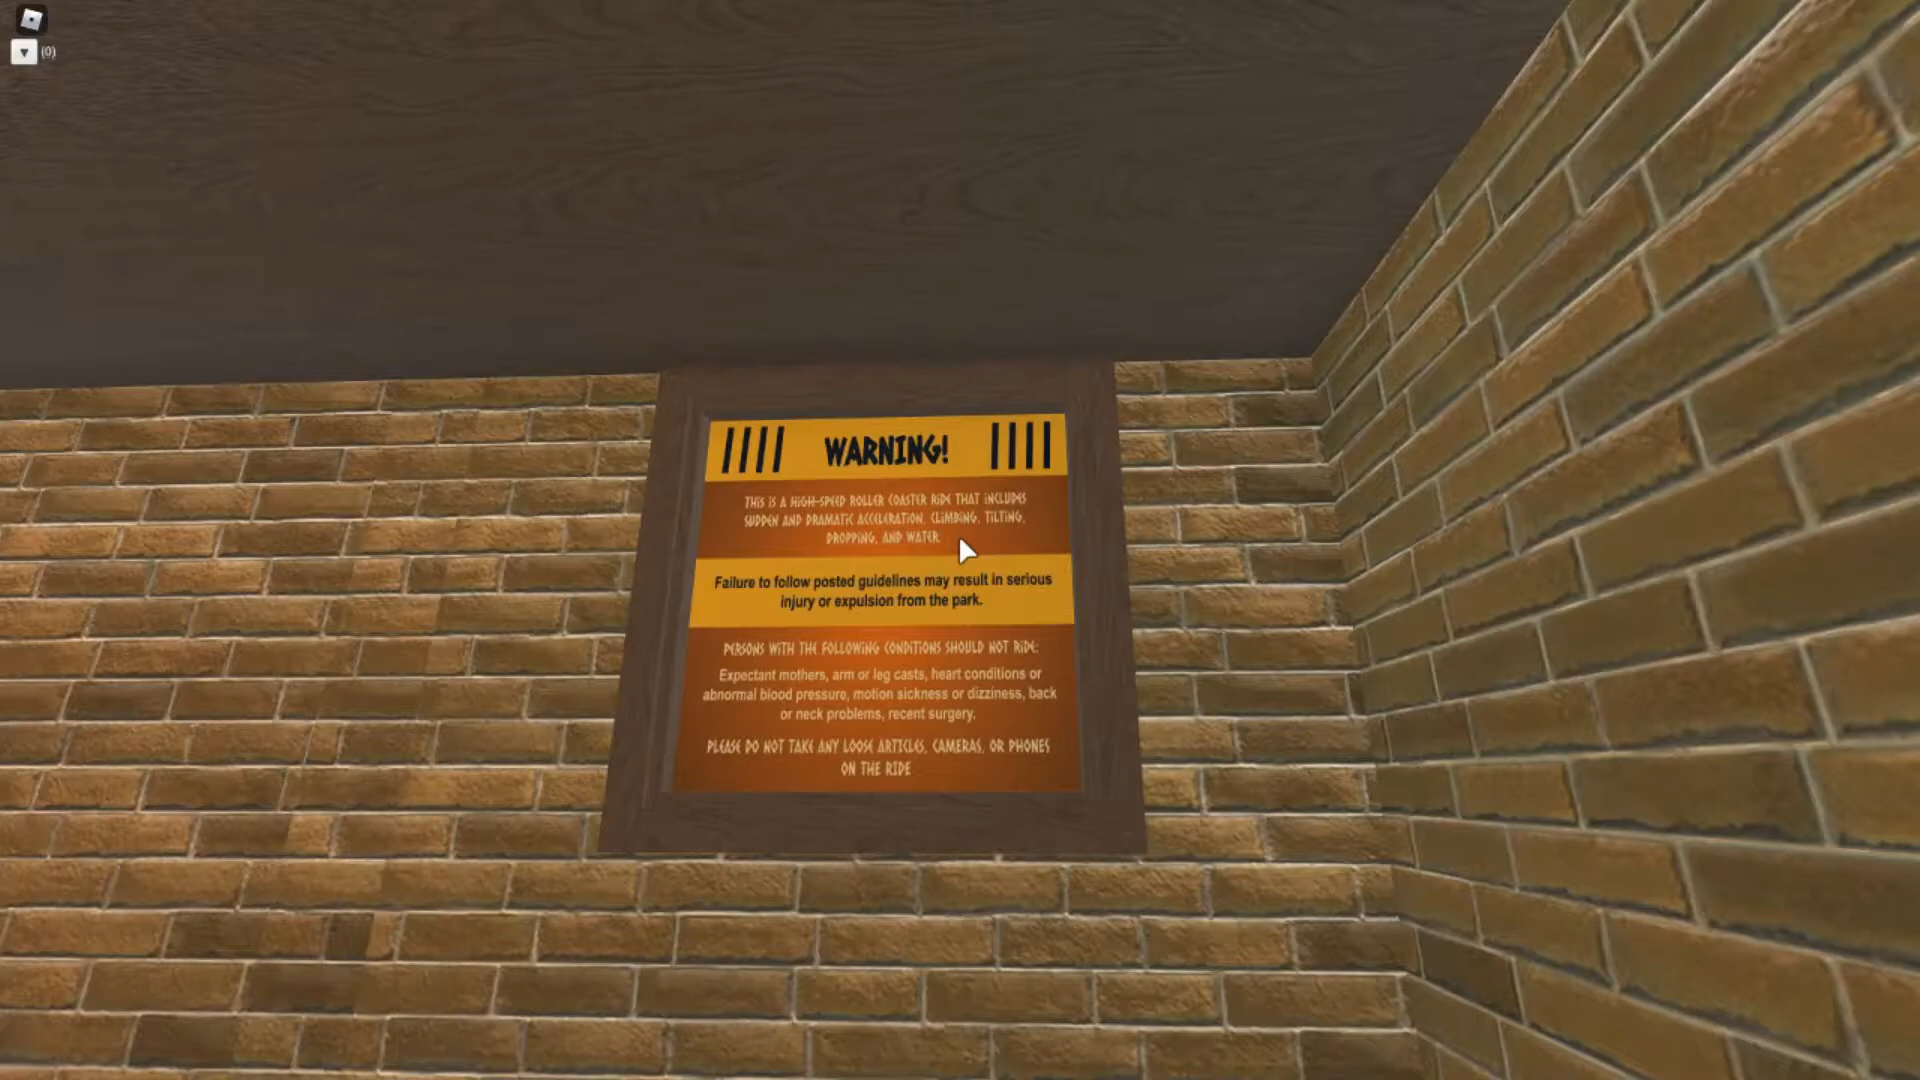 (0)
WARNING!
THIS IS A HIGH-SPEED ROLLER COASTER RIDE THAT INCLUDES
SUDDEN AND DRAMATIC ACCELERATION, CLIMBING, TILTING,
DROPPING, AND WATER.
Failure to follow posted guidelines may result in serious
injury or expulsion from the park.
PERSONS WITH THE FOLLOWING CONDITIONS SHOULD NOT RIDE:
Expectant mothers, arm or leg casts, heart conditions or
abnormal blood pressure, motion sickness or dizziness, back
or neck problems, recent surgery.
PLEASE DO NOT TAKE ANY LOOSE ARTICLES, CAMERAS, OR PHONES
ON THE RIDE